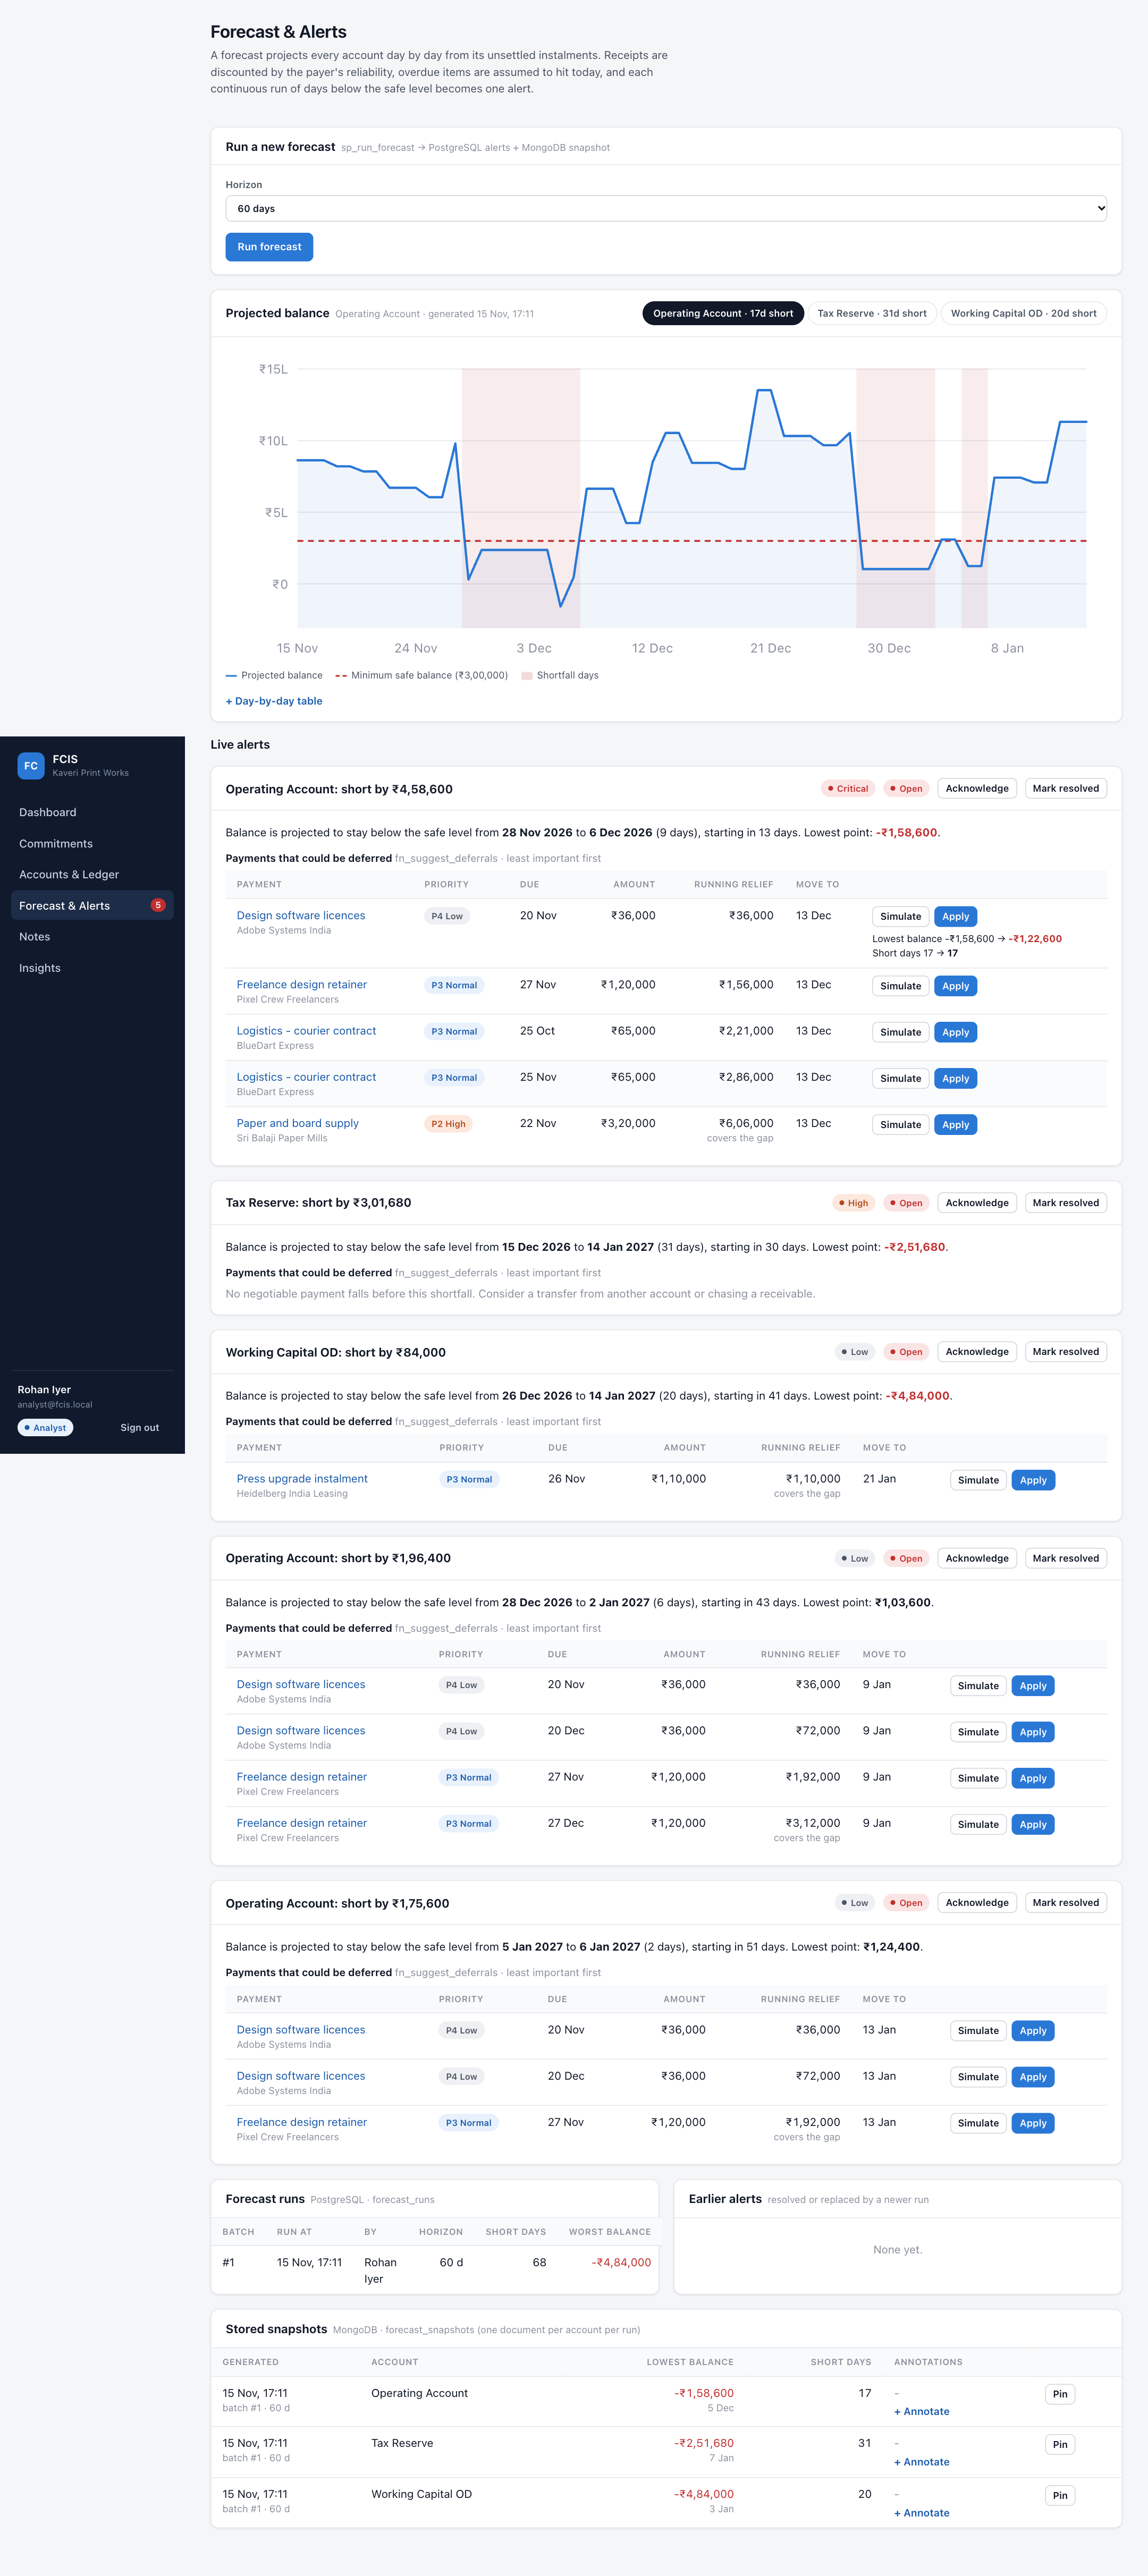 Forecast & Alerts
A forecast projects every account day by day from its unsettled instalments. Receipts are
discounted by the payer's reliability, overdue items are assumed to hit today, and each
continuous run of days below the safe level becomes one alert.
Run a new forecast sp_run_forecast → PostgreSQL alerts + MongoDB snapshot
Horizon
60 days
Run forecast
Projected balance Operating Account · generated 15 Nov, 17:11
Operating Account · 17d short Tax Reserve · 31d short Working Capital OD · 20d short
₹15L
₹10L
₹5L
₹0
15 Nov 24 Nov 3 Dec 12 Dec 21 Dec 30 Dec 8 Jan
Projected balance Minimum safe balance (₹3,00,000) Shortfall days
+ Day-by-day table
FC
FCIS
Kaveri Print Works
Dashboard
Commitments
Accounts & Ledger
Forecast & Alerts 5
Notes
Insights
Rohan Iyer
analyst@fcis.local
Analyst Sign out
Live alerts
Operating Account: short by ₹4,58,600 Critical Open Acknowledge Mark resolved
Balance is projected to stay below the safe level from 28 Nov 2026 to 6 Dec 2026 (9 days), starting in 13 days. Lowest point: -₹1,58,600.
Payments that could be deferred fn_suggest_deferrals · least important first
PAYMENT PRIORITY DUE AMOUNT RUNNING RELIEF MOVE TO
Design software licences P4 Low 20 Nov ₹36,000 ₹36,000 13 Dec Simulate Apply
Adobe Systems India
Lowest balance -₹1,58,600 → -₹1,22,600
Short days 17 → 17
Freelance design retainer P3 Normal 27 Nov ₹1,20,000 ₹1,56,000 13 Dec Simulate Apply
Pixel Crew Freelancers
Logistics - courier contract P3 Normal 25 Oct ₹65,000 ₹2,21,000 13 Dec Simulate Apply
BlueDart Express
Logistics - courier contract P3 Normal 25 Nov ₹65,000 ₹2,86,000 13 Dec Simulate Apply
BlueDart Express
Paper and board supply P2 High 22 Nov ₹3,20,000 ₹6,06,000 13 Dec Simulate Apply
Sri Balaji Paper Mills covers the gap
Tax Reserve: short by ₹3,01,680 High Open Acknowledge Mark resolved
Balance is projected to stay below the safe level from 15 Dec 2026 to 14 Jan 2027 (31 days), starting in 30 days. Lowest point: -₹2,51,680.
Payments that could be deferred fn_suggest_deferrals · least important first
No negotiable payment falls before this shortfall. Consider a transfer from another account or chasing a receivable.
Working Capital OD: short by ₹84,000 Low Open Acknowledge Mark resolved
Balance is projected to stay below the safe level from 26 Dec 2026 to 14 Jan 2027 (20 days), starting in 41 days. Lowest point: -₹4,84,000.
Payments that could be deferred fn_suggest_deferrals · least important first
PAYMENT PRIORITY DUE AMOUNT RUNNING RELIEF MOVE TO
Press upgrade instalment P3 Normal 26 Nov ₹1,10,000 ₹1,10,000 21 Jan Simulate Apply
Heidelberg India Leasing covers the gap
Operating Account: short by ₹1,96,400 Low Open Acknowledge Mark resolved
Balance is projected to stay below the safe level from 28 Dec 2026 to 2 Jan 2027 (6 days), starting in 43 days. Lowest point: ₹1,03,600.
Payments that could be deferred fn_suggest_deferrals · least important first
PAYMENT PRIORITY DUE AMOUNT RUNNING RELIEF MOVE TO
Design software licences P4 Low 20 Nov ₹36,000 ₹36,000 9 Jan Simulate Apply
Adobe Systems India
Design software licences P4 Low 20 Dec ₹36,000 ₹72,000 9 Jan Simulate Apply
Adobe Systems India
Freelance design retainer P3 Normal 27 Nov ₹1,20,000 ₹1,92,000 9 Jan Simulate Apply
Pixel Crew Freelancers
Freelance design retainer P3 Normal 27 Dec ₹1,20,000 ₹3,12,000 9 Jan Simulate Apply
Pixel Crew Freelancers covers the gap
Operating Account: short by ₹1,75,600 Low Open Acknowledge Mark resolved
Balance is projected to stay below the safe level from 5 Jan 2027 to 6 Jan 2027 (2 days), starting in 51 days. Lowest point: ₹1,24,400.
Payments that could be deferred fn_suggest_deferrals · least important first
PAYMENT PRIORITY DUE AMOUNT RUNNING RELIEF MOVE TO
Design software licences P4 Low 20 Nov ₹36,000 ₹36,000 13 Jan Simulate Apply
Adobe Systems India
Design software licences P4 Low 20 Dec ₹36,000 ₹72,000 13 Jan Simulate Apply
Adobe Systems India
Freelance design retainer P3 Normal 27 Nov ₹1,20,000 ₹1,92,000 13 Jan Simulate Apply
Pixel Crew Freelancers covers the gap
Forecast runs PostgreSQL · forecast_runs
BATCH RUN AT BY HORIZON SHORT DAYS WORST BALANCE
#1 15 Nov, 17:11 Rohan Iyer 60 d 68 -₹4,84,000
Earlier alerts resolved or replaced by a newer run
None yet.
Stored snapshots MongoDB · forecast_snapshots (one document per account per run)
GENERATED ACCOUNT LOWEST BALANCE SHORT DAYS ANNOTATIONS
15 Nov, 17:11 Operating Account -₹1,58,600 17 - Pin
batch #1 · 60 d 5 Dec + Annotate
15 Nov, 17:11 Tax Reserve -₹2,51,680 31 - Pin
batch #1 · 60 d 7 Jan + Annotate
15 Nov, 17:11 Working Capital OD -₹4,84,000 20 - Pin
batch #1 · 60 d 3 Jan + Annotate